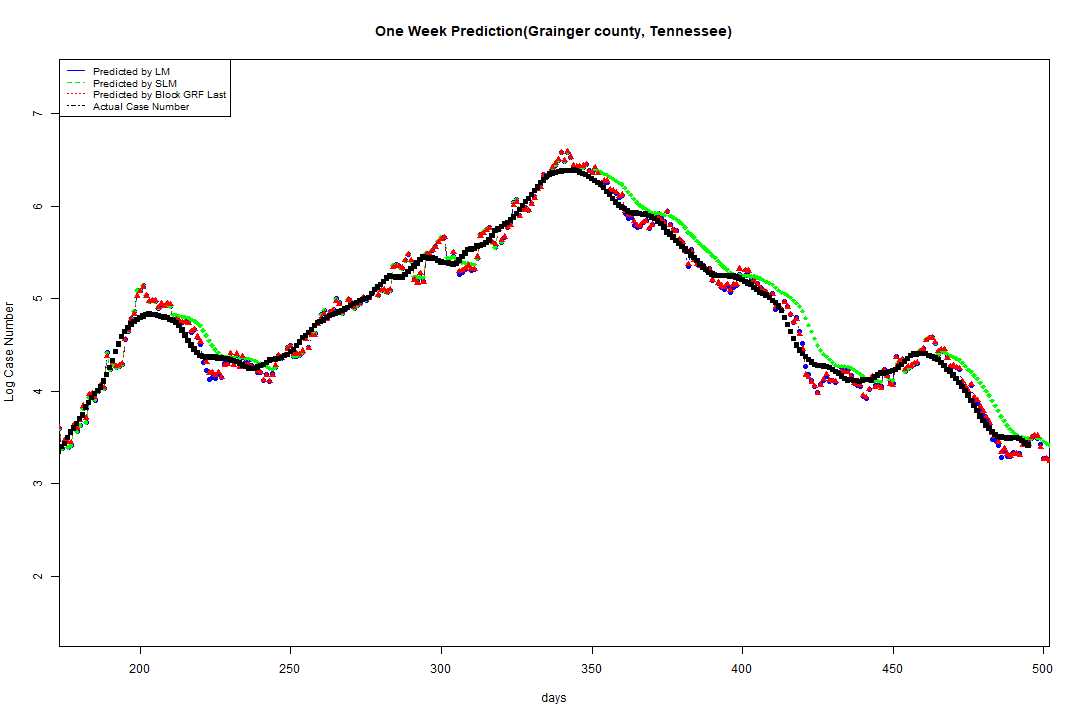 One Week Prediction(Grainger county, Tennessee)
Predicted by LM
Predicted by SLM
Predicted by Block GRF Last
Actual Case Number
7
6
5
4
3
2
Log Case Number
200 250 300 350 400 450 500
days